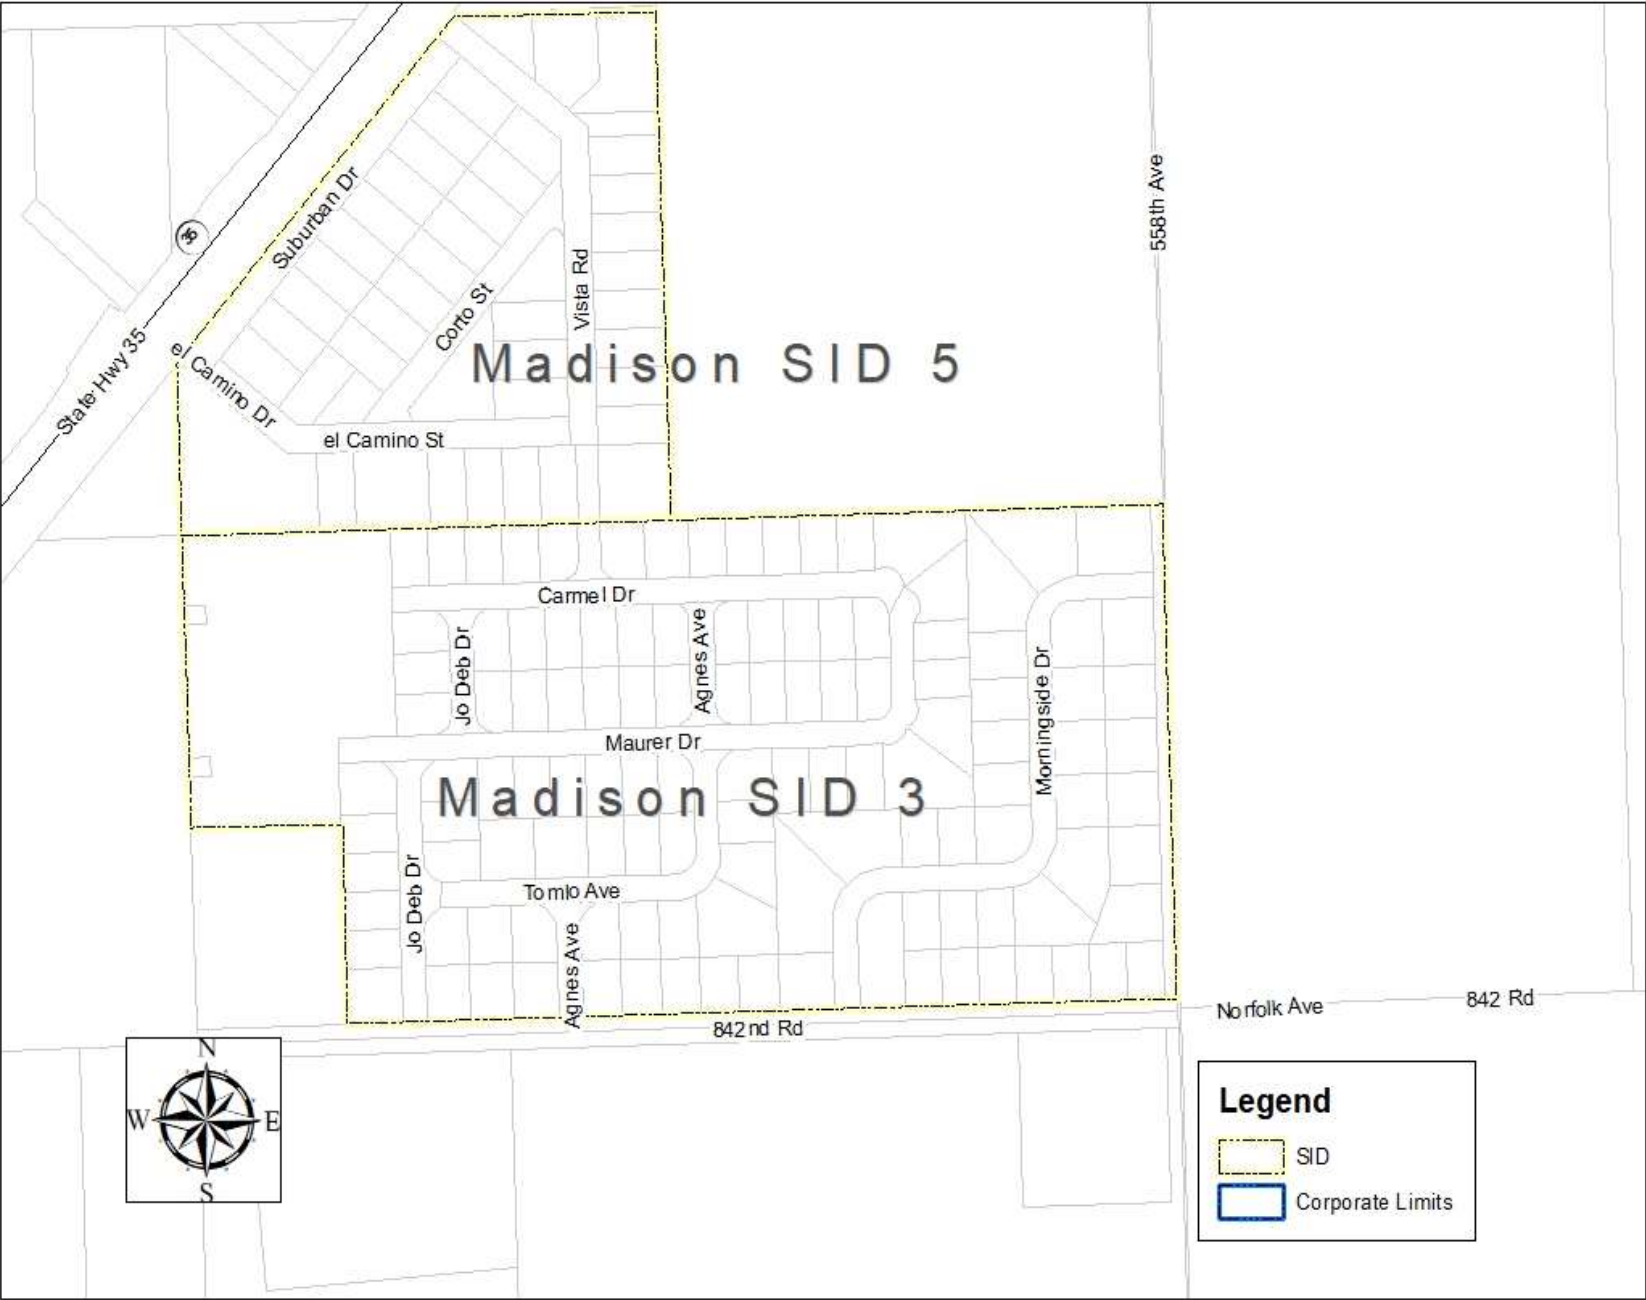 558th Ave
Suburban Dr
35
Vista Rd
Corto St
State Hwy 35
el Camino Dr
Madison SID 5
el Camino St
Carmel Dr
Jo Deb Dr
Agnes Ave
Morningside Dr
Maurer Dr
Madison SID 3
Jo Deb Dr
Tomlo Ave
Agnes Ave
842nd Rd
Norfolk Ave
842 Rd
N
W
E
S
Legend
SID
Corporate Limits